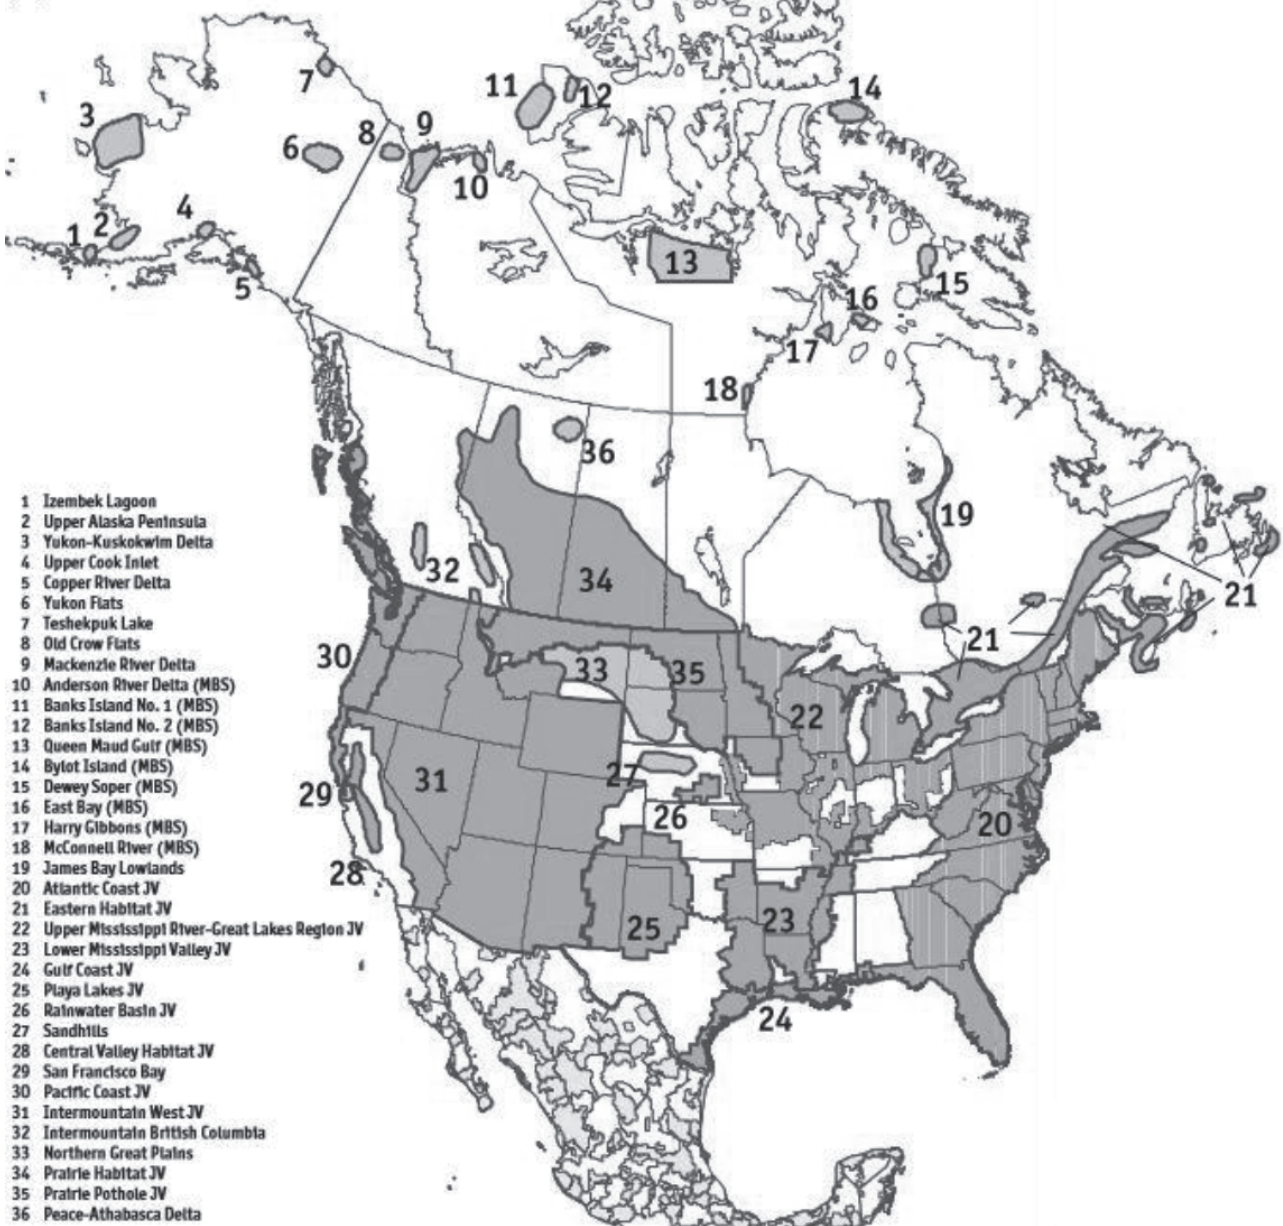 7
11
12
14
3
8
9
6
10
4
1
2
13
5
15
16
17
18
36
19
32
34
21
21
30
33
35
22
27
31
29
26
20
28
25
23
24
1 Izembek Lagoon
2 Upper Alaska Peninsula
3 Yukon-Kuskokwim Delta
4 Upper Cook Inlet
5 Copper River Delta
6 Yukon Flats
7 Teshekpuk Lake
8 Old Crow Flats
9 Mackenzie River Delta
10 Anderson River Delta (MBS)
11 Banks Island No. 1 (MBS)
12 Banks Island No. 2 (MBS)
13 Queen Maud Gulf (MBS)
14 Bylot Island (MBS)
15 Dewey Soper (MBS)
16 East Bay (MBS)
17 Harry Gibbons (MBS)
18 McConnell River (MBS)
19 James Bay Lowlands
20 Atlantic Coast JV
21 Eastern Habitat JV
22 Upper Mississippi River-Great Lakes Region JV
23 Lower Mississippi Valley JV
24 Gulf Coast JV
25 Playa Lakes JV
26 Rainwater Basin JV
27 Sandhills
28 Central Valley Habitat JV
29 San Francisco Bay
30 Pacific Coast JV
31 Intermountain West JV
32 Intermountain British Columbia
33 Northern Great Plains
34 Prairie Habitat JV
35 Prairie Pothole JV
36 Peace-Athabasca Delta